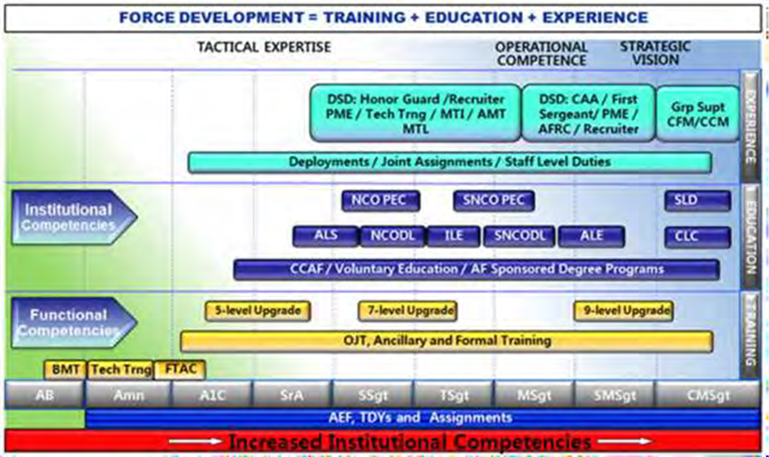 FORCE DEVELOPMENT = TRAINING + EDUCATION + EXPERIENCE
TACTICAL EXPERTISE
OPERATIONAL
COMPETENCE
STRATEGIC
VISION
DSD: Honor Guard /Recruiter
PME / Tech Trng / MTI / AMT
MTL
DSD: CAA / First
Sergeant/ PME /
AFRC / Recruiter
Grp Supt
CFM/CCM
EXPERIENCE
Deployments / Joint Assignments / Staff Level Duties
Institutional
Competencies
NCO PEC
SNCO PEC
SLD
ALS
NCODL
ILE
SNCODL
ALE
CLC
EDUCATION
CCAF / Voluntary Education / AF Sponsored Degree Programs
Functional
Competencies
5-level Upgrade
7-level Upgrade
9-level Upgrade
TRAINING
OJT, Ancillary and Formal Training
BMT
Tech Trng
FTAC
AB
Amn
A1C
SrA
SSgt
TSgt
MSgt
SMSgt
CMSgt
AEF, TDYs and Assignments
Increased Institutional Competencies